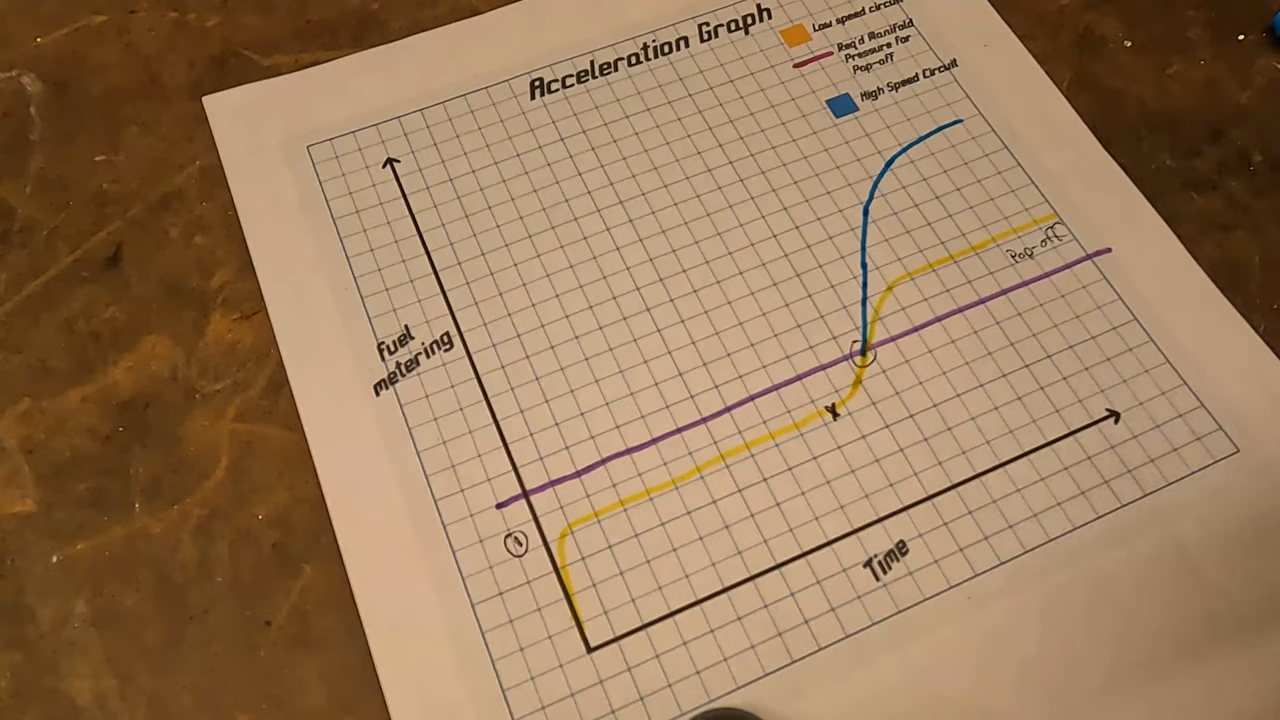 Acceleration Graph
Low speed circuit
Req'd Manifold
Pressure for
Pop-off
High Speed Circuit
Pop-off
Fuel
metering
1
X
Time